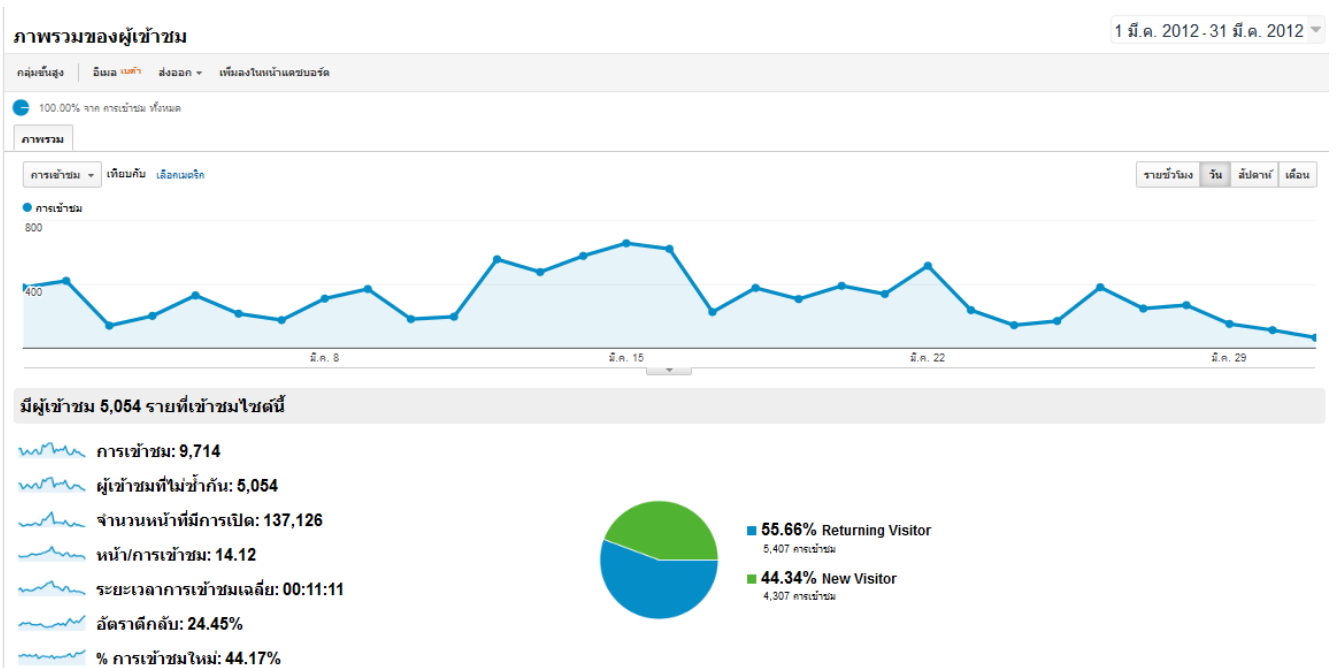 ภาพรวมของผู้เข้าชม
1 มี.ค. 2012 - 31 มี.ค. 2012
กลุ่มขั้นสูง อีเมล เบต้า ส่งออก เพิ่มลงในหน้าแดชบอร์ด
100.00% จาก การเข้าชม ทั้งหมด
ภาพรวม
การเข้าชม เทียบกับ เลือกเมตริก
รายชั่วโมง วัน สัปดาห์ เดือน
การเข้าชม
800
400
มี.ค. 8 มี.ค. 15 มี.ค. 22 มี.ค. 29
มีผู้เข้าชม 5,054 รายที่เข้าชมไซต์นี้
การเข้าชม: 9,714
ผู้เข้าชมที่ไม่ซ้ำกัน: 5,054
จำนวนหน้าที่มีการเปิด: 137,126
หน้า/การเข้าชม: 14.12
ระยะเวลาการเข้าชมเฉลี่ย: 00:11:11
อัตราตีกลับ: 24.45%
% การเข้าชมใหม่: 44.17%
55.66% Returning Visitor
5,407 การเข้าชม
44.34% New Visitor
4,307 การเข้าชม